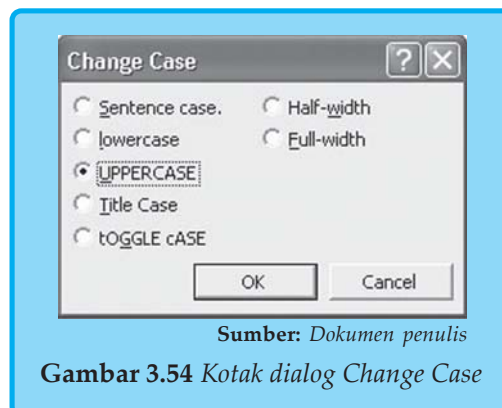 Change Case
Sentence case.
Half-width
lowercase
Full-width
UPPERCASE
Title Case
tOGGLE cASE
OK
Cancel
Sumber: Dokumen penulis
Gambar 3.54 Kotak dialog Change Case